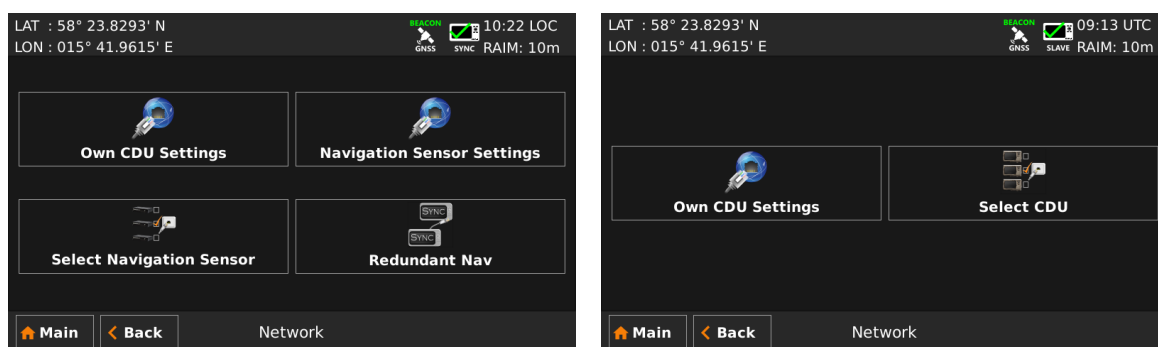 LAT : 58° 23.8293' N
LON : 015° 41.9615' E
BEACON
GNSS
SYNC
10:22 LOC
RAIM: 10m
Own CDU Settings
Navigation Sensor Settings
SYNC
SYNC
Select Navigation Sensor
Redundant Nav
Main
Back
Network
LAT : 58° 23.8293' N
LON : 015° 41.9615' E
BEACON
GNSS
SLAVE
09:13 UTC
RAIM: 10m
Own CDU Settings
Select CDU
Main
Back
Network